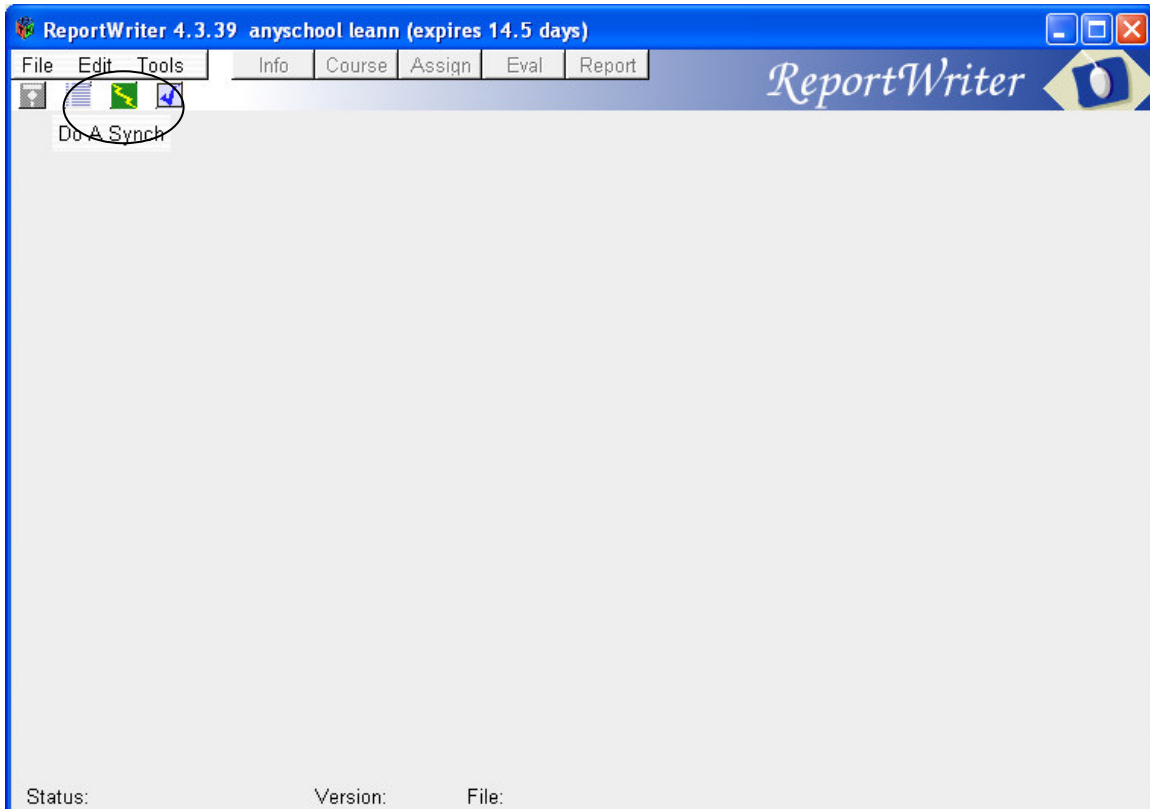 ReportWriter 4.3.39 anyschool leann (expires 14.5 days)
File Edit Tools Info Course Assign Eval Report
ReportWriter
Do A Synch
Status: Version: File: